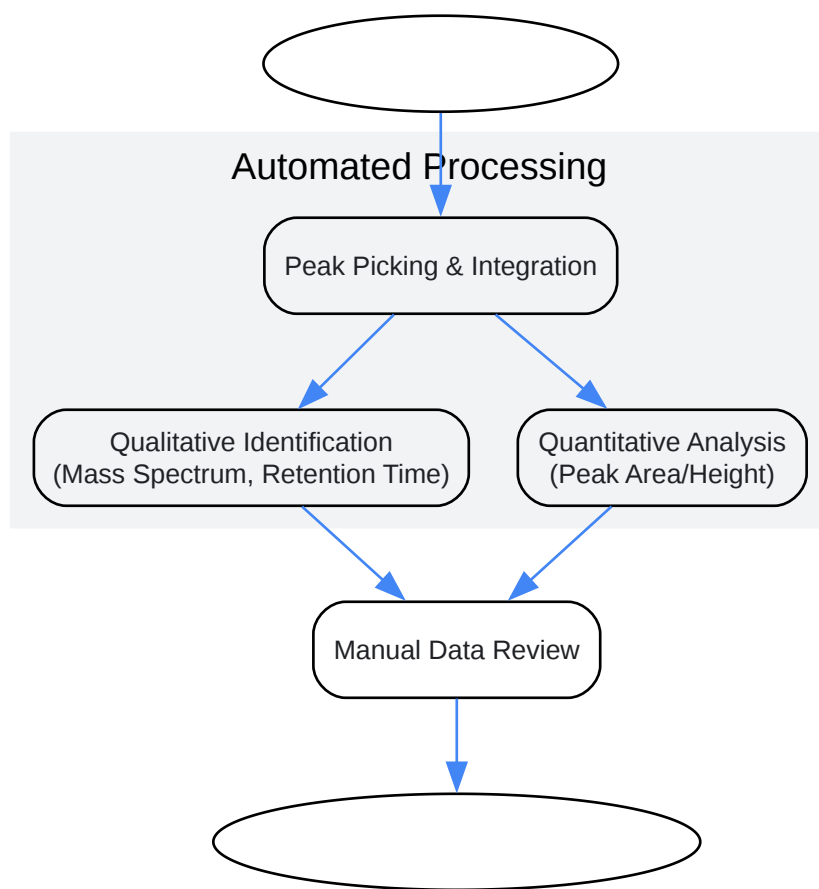 Automated Processing
Peak Picking & Integration
Qualitative Identification
(Mass Spectrum, Retention Time)
Quantitative Analysis
(Peak Area/Height)
Manual Data Review